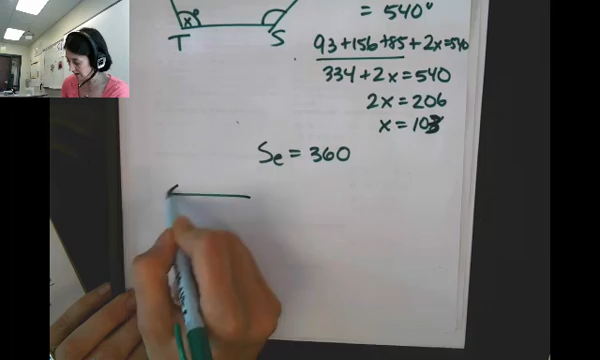 = 540°
x°
T S
93+156+85+2x=540
334+2x=540
2x=206
x=103
Se = 360